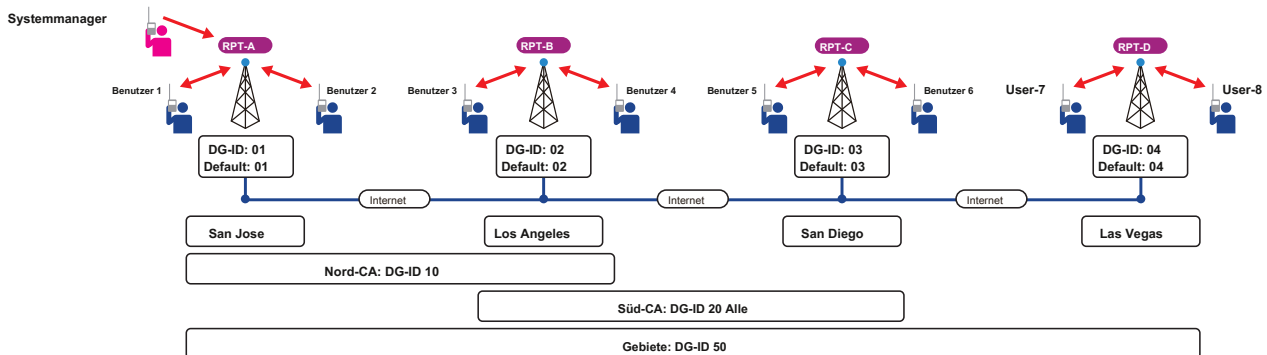 Systemmanager
RPT-A
RPT-B
RPT-C
RPT-D
Benutzer 1
Benutzer 2
Benutzer 3
Benutzer 4
Benutzer 5
Benutzer 6
User-7
User-8
DG-ID: 01
Default: 01
DG-ID: 02
Default: 02
DG-ID: 03
Default: 03
DG-ID: 04
Default: 04
Internet
Internet
Internet
San Jose
Los Angeles
San Diego
Las Vegas
Nord-CA: DG-ID 10
Süd-CA: DG-ID 20 Alle
Gebiete: DG-ID 50